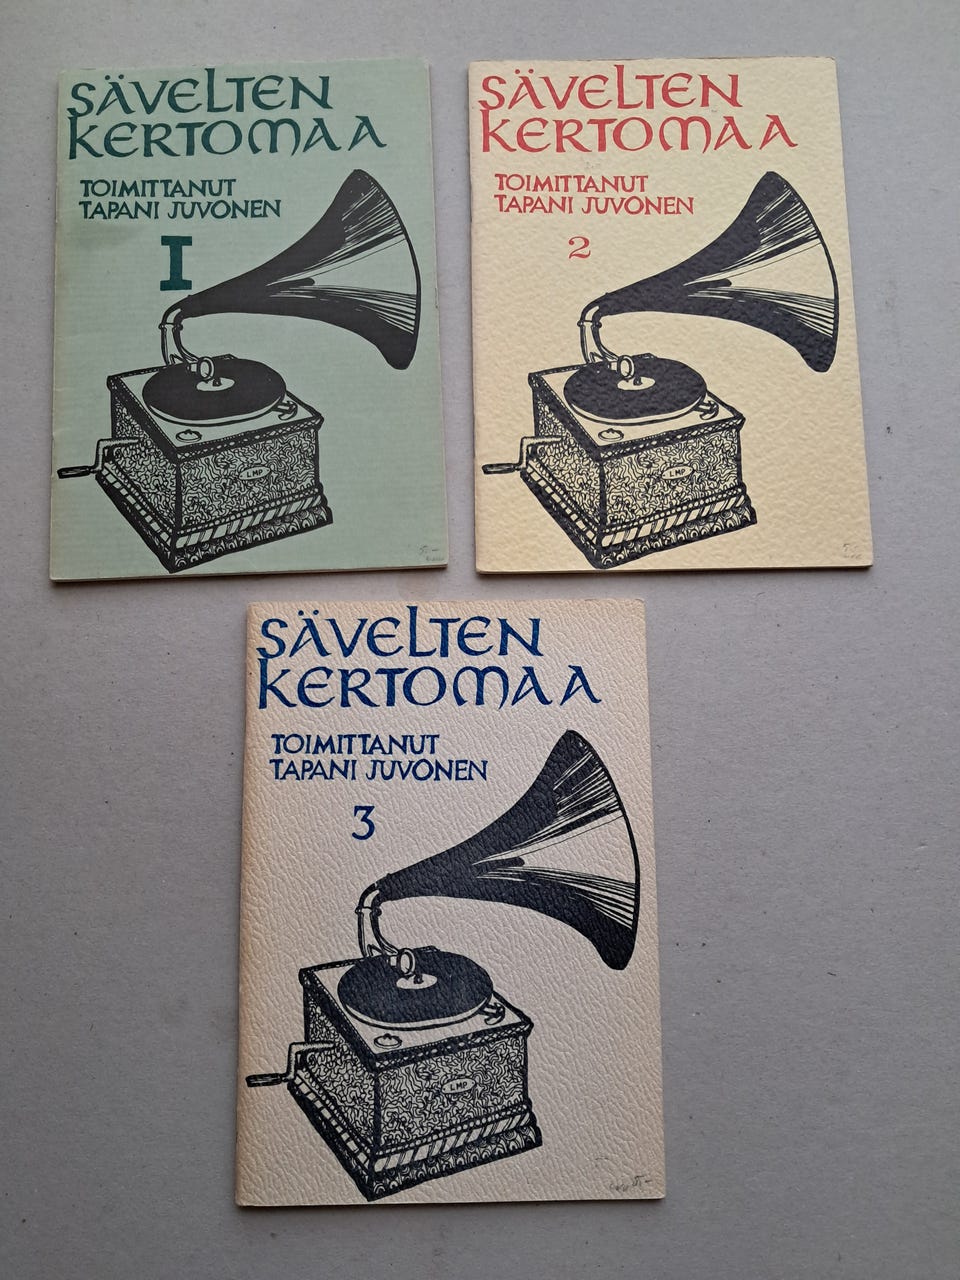 SÄVELTEN
KERTOMAA
TOIMITTANUT
TAPANI JUVONEN
I
LMP
SÄVELTEN
KERTOMAA
TOIMITTANUT
TAPANI JUVONEN
2
LMP
SÄVELTEN
KERTOMAA
TOIMITTANUT
TAPANI JUVONEN
3
LMP